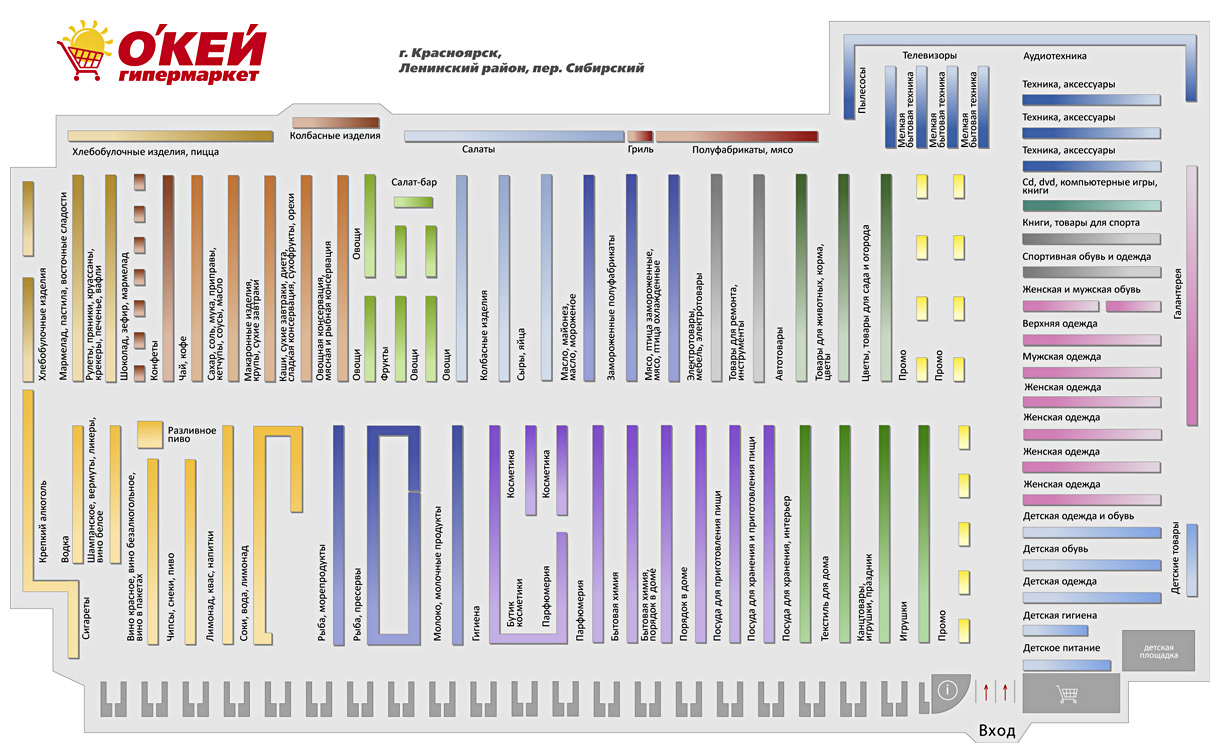 О'КЕЙ
гипермаркет
г. Красноярск,
Ленинский район, пер. Сибирский
Хлебобулочные изделия, пицца
Колбасные изделия
Салаты
Гриль
Полуфабрикаты, мясо
Пылесосы
Телевизоры
Мелкая
бытовая техника
Мелкая
бытовая техника
Мелкая
бытовая техника
Аудиотехника
Техника, аксессуары
Техника, аксессуары
Техника, аксессуары
Cd, dvd, компьютерные игры,
книги
Книги, товары для спорта
Спортивная обувь и одежда
Женская и мужская обувь
Верхняя одежда
Мужская одежда
Женская одежда
Женская одежда
Женская одежда
Женская одежда
Детская одежда и обувь
Детская обувь
Детская одежда
Детская гигиена
Детское питание
Галантерея
Детские товары
детская
площадка
Хлебобулочные изделия
Мармелад, пастила, восточные сладости
Рулеты, пряники, круассаны,
крекеры, печенье, вафли
Шоколад, зефир, мармелад
Конфеты
Чай, кофе
Сахар, соль, мука, приправы,
кетчупы, соусы, масло
Макаронные изделия,
крупы, сухие завтраки
Каши, сухие завтраки, диета,
сладкая консервация, сухофрукты, орехи
Овощная консервация,
мясная и рыбная консервация
Овощи
Овощи
Салат-бар
Фрукты
Овощи
Овощи
Колбасные изделия
Сыры, яйца
Масло, майонез,
масло, мороженое
Замороженные полуфабрикаты
Мясо, птица замороженные,
мясо, птица охлажденные
Электротовары,
мебель, электротовары
Товары для ремонта,
инструменты
Автотовары
Товары для животных, корма,
цветы
Цветы, товары для сада и огорода
Промо
Промо
Крепкий алкоголь
Сигареты
Водка
Шампанское, вермуты, ликеры,
вино белое
Вино красное, вино безалкогольное,
вино в пакетах
Разливное
пиво
Чипсы, снеки, пиво
Лимонад, квас, напитки
Соки, вода, лимонад
Рыба, морепродукты
Рыба, пресервы
Молоко, молочные продукты
Гигиена
Косметика
Косметика
Бутик
косметики
Парфюмерия
Парфюмерия
Бытовая химия
Бытовая химия,
порядок в доме
Порядок в доме
Посуда для приготовления пищи
Посуда для хранения и приготовления пищи
Посуда для хранения, интерьер
Текстиль для дома
Канцтовары,
игрушки, праздник
Игрушки
Промо
i
Вход